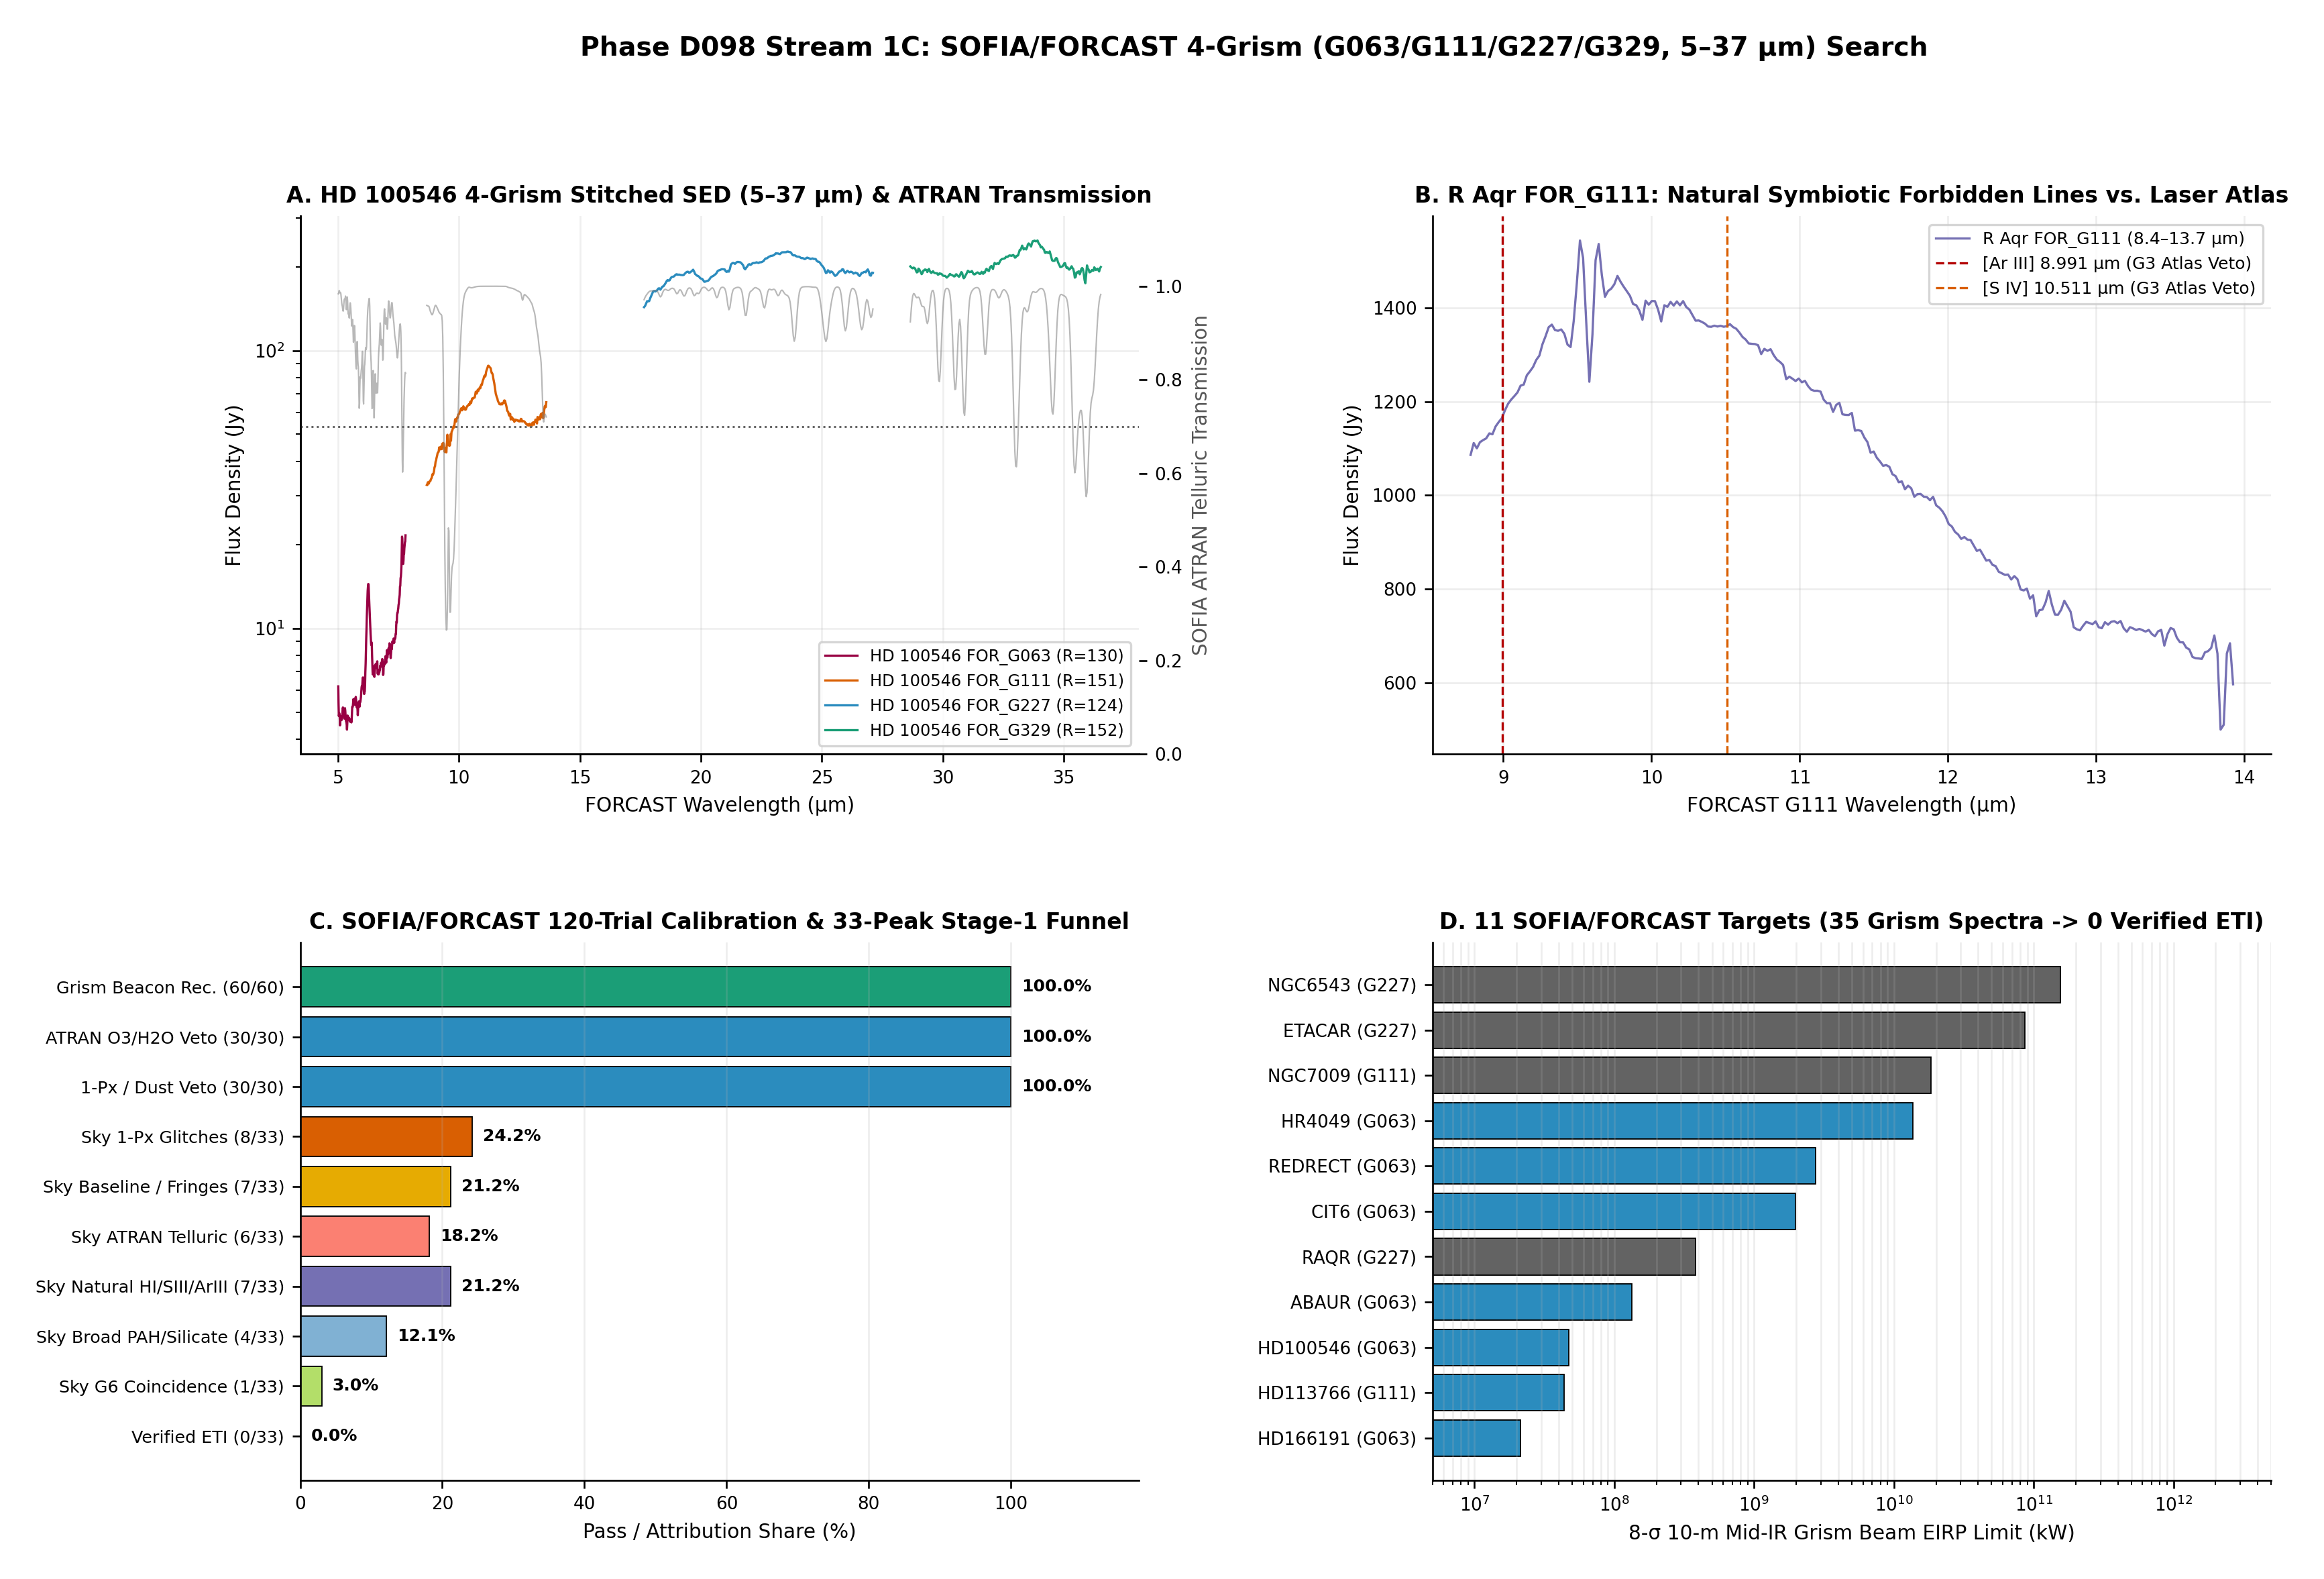 Phase D098 Stream 1C: SOFIA/FORCAST 4-Grism (G063/G111/G227/G329, 5–37 µm) Search
A. HD 100546 4-Grism Stitched SED (5–37 µm) & ATRAN Transmission
Flux Density (Jy)
10²
10¹
1.0
0.8
0.6
0.4
0.2
0.0
SOFIA ATRAN Telluric Transmission
HD 100546 FOR_G063 (R=130)
HD 100546 FOR_G111 (R=151)
HD 100546 FOR_G227 (R=124)
HD 100546 FOR_G329 (R=152)
5 10 15 20 25 30 35
FORCAST Wavelength (µm)
B. R Aqr FOR_G111: Natural Symbiotic Forbidden Lines vs. Laser Atlas
Flux Density (Jy)
1400
1200
1000
800
600
R Aqr FOR_G111 (8.4–13.7 µm)
[Ar III] 8.991 µm (G3 Atlas Veto)
[S IV] 10.511 µm (G3 Atlas Veto)
9 10 11 12 13 14
FORCAST G111 Wavelength (µm)
C. SOFIA/FORCAST 120-Trial Calibration & 33-Peak Stage-1 Funnel
Grism Beacon Rec. (60/60) 100.0%
ATRAN O3/H2O Veto (30/30) 100.0%
1-Px / Dust Veto (30/30) 100.0%
Sky 1-Px Glitches (8/33) 24.2%
Sky Baseline / Fringes (7/33) 21.2%
Sky ATRAN Telluric (6/33) 18.2%
Sky Natural HI/SIII/ArIII (7/33) 21.2%
Sky Broad PAH/Silicate (4/33) 12.1%
Sky G6 Coincidence (1/33) 3.0%
Verified ETI (0/33) 0.0%
0 20 40 60 80 100
Pass / Attribution Share (%)
D. 11 SOFIA/FORCAST Targets (35 Grism Spectra -> 0 Verified ETI)
NGC6543 (G227)
ETACAR (G227)
NGC7009 (G111)
HR4049 (G063)
REDRECT (G063)
CIT6 (G063)
RAQR (G227)
ABAUR (G063)
HD100546 (G063)
HD113766 (G111)
HD166191 (G063)
10⁷ 10⁸ 10⁹ 10¹⁰ 10¹¹ 10¹²
8-σ 10-m Mid-IR Grism Beam EIRP Limit (kW)